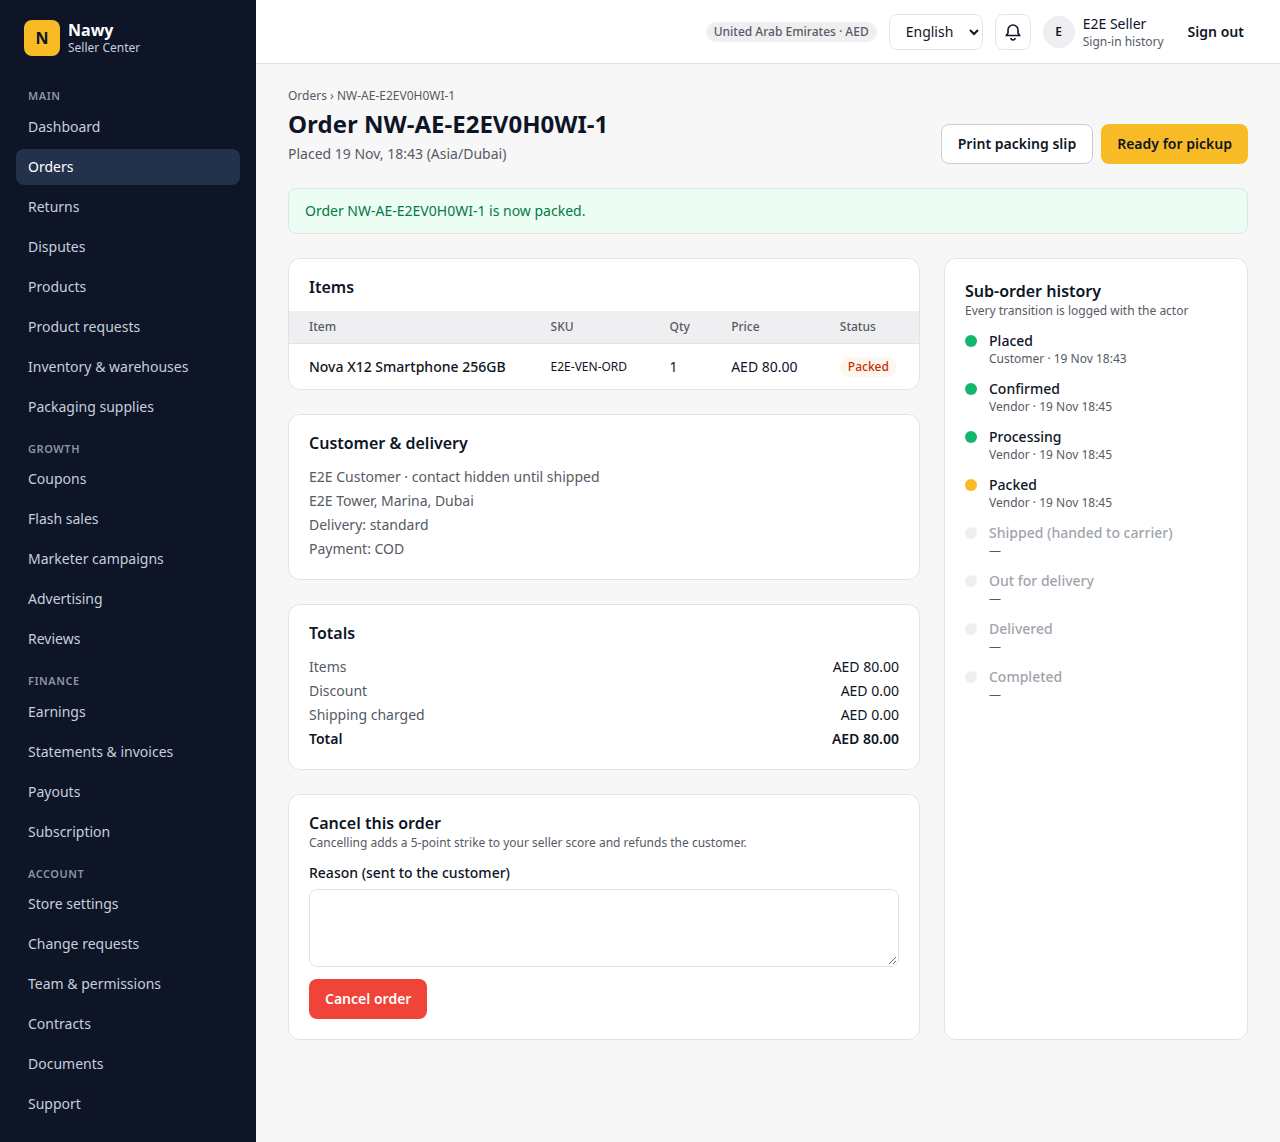 N
Nawy
Seller Center
MAIN
Dashboard
Orders
Returns
Disputes
Products
Product requests
Inventory & warehouses
Packaging supplies
GROWTH
Coupons
Flash sales
Marketer campaigns
Advertising
Reviews
FINANCE
Earnings
Statements & invoices
Payouts
Subscription
ACCOUNT
Store settings
Change requests
Team & permissions
Contracts
Documents
Support
United Arab Emirates · AED
English
E
E2E Seller
Sign-in history
Sign out
Orders › NW-AE-E2EV0H0WI-1
Order NW-AE-E2EV0H0WI-1
Placed 19 Nov, 18:43 (Asia/Dubai)
Print packing slip
Ready for pickup
Order NW-AE-E2EV0H0WI-1 is now packed.
Items
Item SKU Qty Price Status
Nova X12 Smartphone 256GB E2E-VEN-ORD 1 AED 80.00 Packed
Customer & delivery
E2E Customer · contact hidden until shipped
E2E Tower, Marina, Dubai
Delivery: standard
Payment: COD
Totals
Items AED 80.00
Discount AED 0.00
Shipping charged AED 0.00
Total AED 80.00
Cancel this order
Cancelling adds a 5-point strike to your seller score and refunds the customer.
Reason (sent to the customer)
Cancel order
Sub-order history
Every transition is logged with the actor
Placed
Customer · 19 Nov 18:43
Confirmed
Vendor · 19 Nov 18:45
Processing
Vendor · 19 Nov 18:45
Packed
Vendor · 19 Nov 18:45
Shipped (handed to carrier)
—
Out for delivery
—
Delivered
—
Completed
—